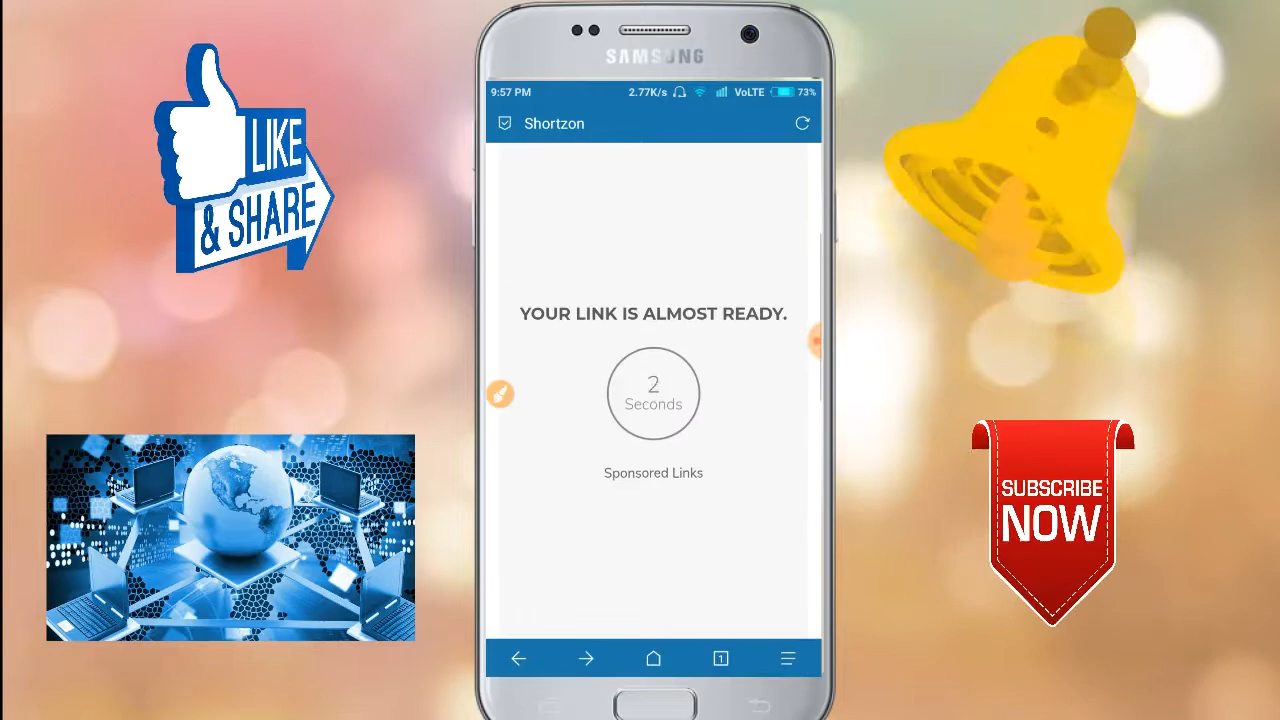 LIKE
& SHARE
SAMSUNG
9:57 PM 2.77K/s VoLTE 73%
Shortzon
YOUR LINK IS ALMOST READY.
2
Seconds
Sponsored Links
1
SUBSCRIBE
NOW